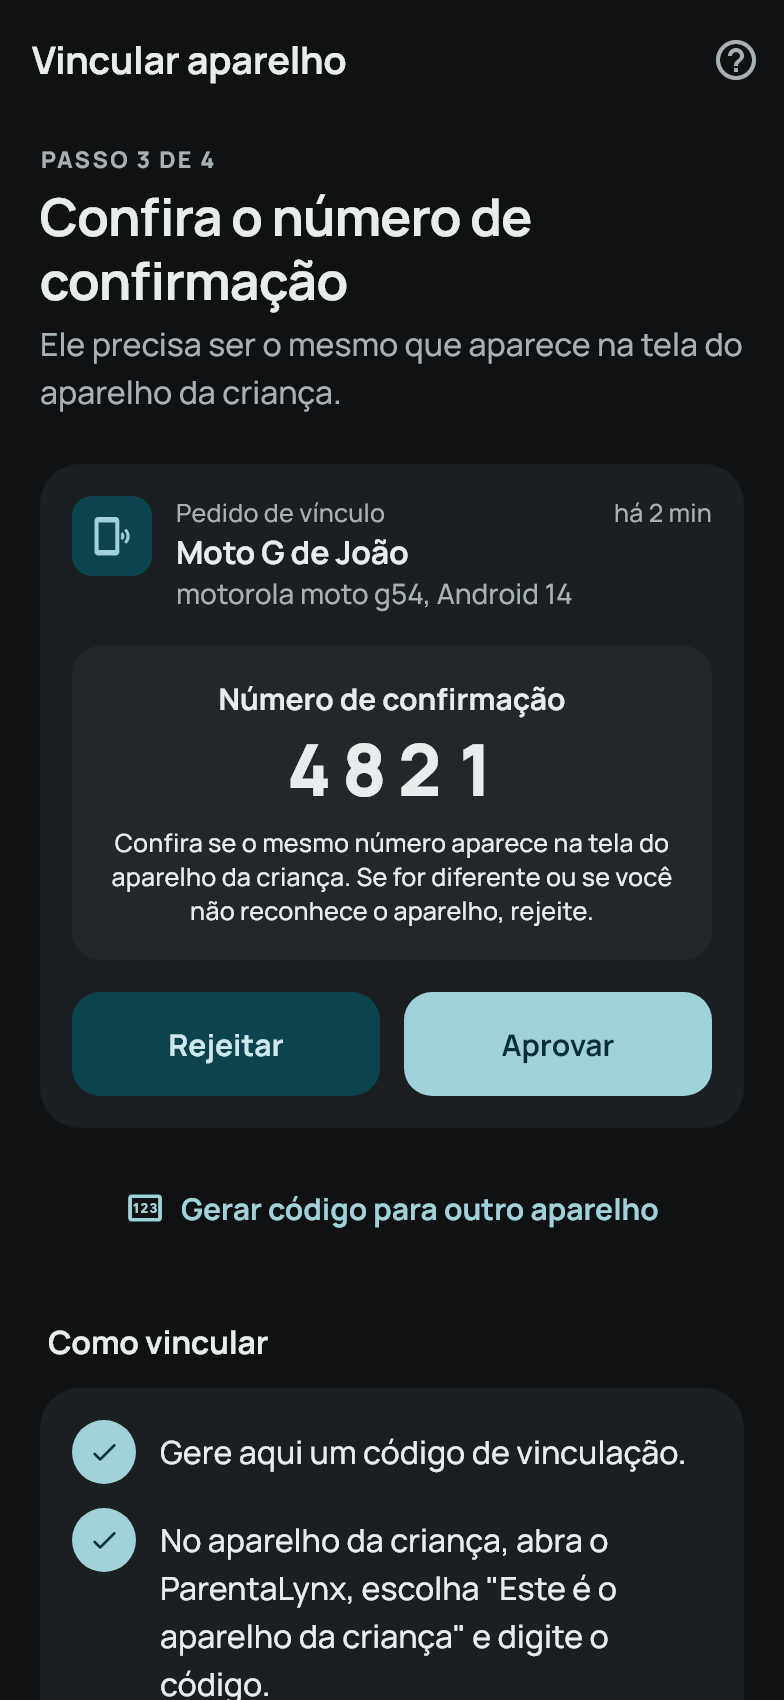 Vincular aparelho
PASSO 3 DE 4
Confira o número de
confirmação
Ele precisa ser o mesmo que aparece na tela do
aparelho da criança.
Pedido de vínculo
há 2 min
Moto G de João
motorola moto g54, Android 14
Número de confirmação
4821
Confira se o mesmo número aparece na tela do
aparelho da criança. Se for diferente ou se você
não reconhece o aparelho, rejeite.
Rejeitar
Aprovar
123
Gerar código para outro aparelho
Como vincular
Gere aqui um código de vinculação.
No aparelho da criança, abra o
ParentaLynx, escolha "Este é o
aparelho da criança" e digite o
código.